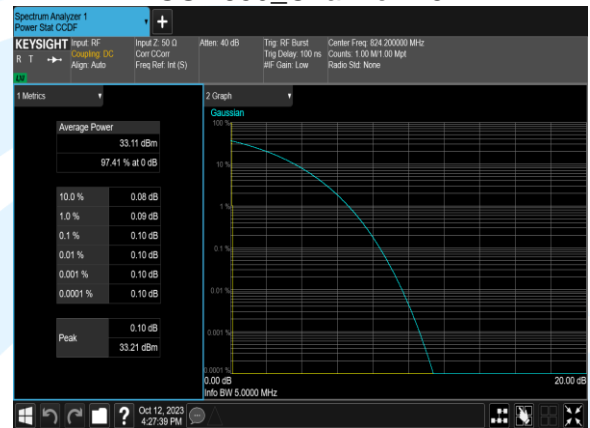 Spectrum Analyzer 1
Power Stat CCDF
+
KEYSIGHT
R T
LXI
Input: RF
Coupling: DC
Align: Auto
Input Z: 50 Ω
Corr CCorr
Freq Ref: Int (S)
Atten: 40 dB
Trig: RF Burst
Trig Delay: 100 ns
#IF Gain: Low
Center Freq: 824.200000 MHz
Counts: 1.00 M/1.00 Mpt
Radio Std: None
1 Metrics
Average Power
33.11 dBm
97.41 % at 0 dB
10.0 % 0.08 dB
1.0 % 0.09 dB
0.1 % 0.10 dB
0.01 % 0.10 dB
0.001 % 0.10 dB
0.0001 % 0.10 dB
Peak
0.10 dB
33.21 dBm
2 Graph
Gaussian
100 %
10 %
1 %
0.1 %
0.01 %
0.001 %
0.0001 %
0.00 dB
20.00 dB
Info BW 5.0000 MHz
?
Oct 12, 2023
4:27:39 PM